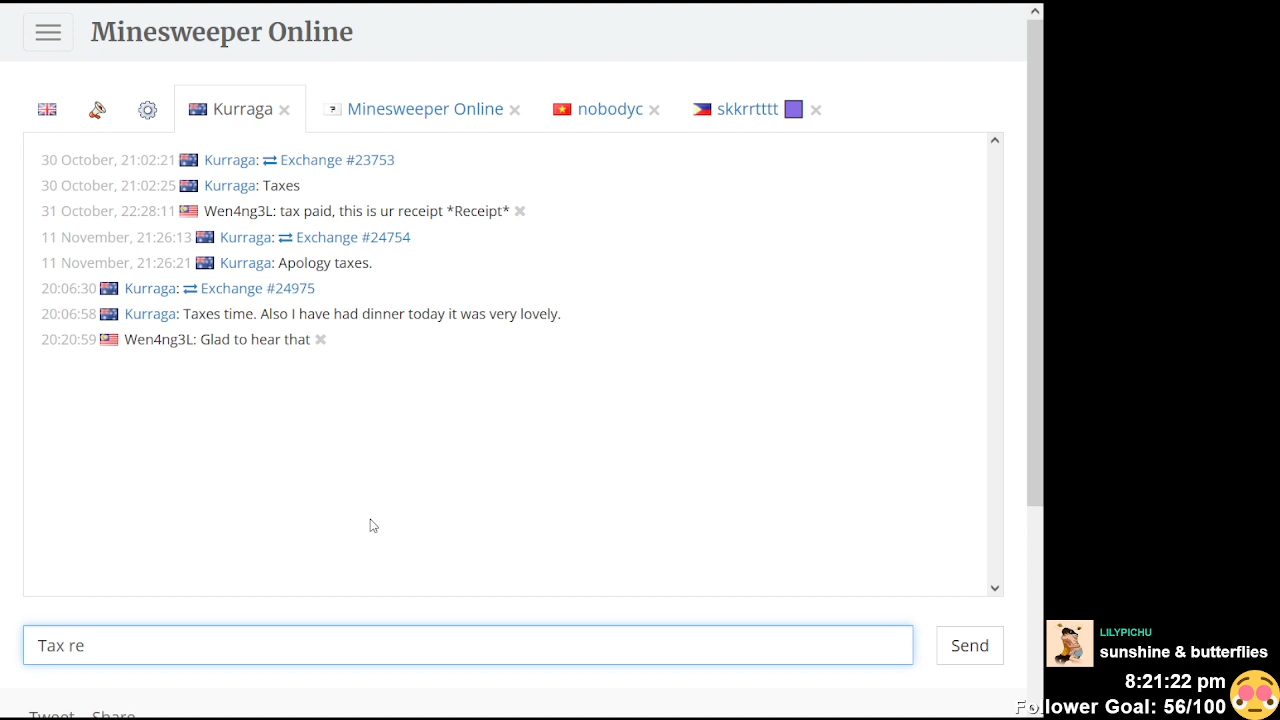 Minesweeper Online
Kurraga
Minesweeper Online
nobodyc
skkrrtttt
30 October, 21:02:21 Kurraga: Exchange #23753
30 October, 21:02:25 Kurraga: Taxes
31 October, 22:28:11 Wen4ng3L: tax paid, this is ur receipt *Receipt*
11 November, 21:26:13 Kurraga: Exchange #24754
11 November, 21:26:21 Kurraga: Apology taxes.
20:06:30 Kurraga: Exchange #24975
20:06:58 Kurraga: Taxes time. Also I have had dinner today it was very lovely.
20:20:59 Wen4ng3L: Glad to hear that
Tax re
Send
Tweet Share
LILYPICHU
sunshine & butterflies
8:21:22 pm
Follower Goal: 56/100